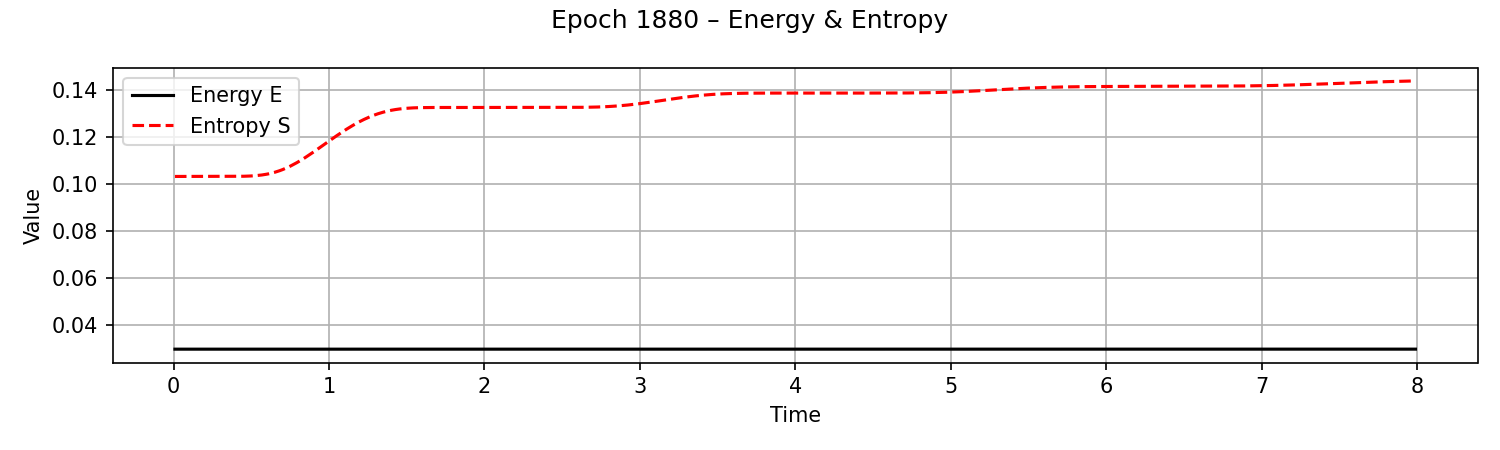 Epoch 1880 – Energy & Entropy
Energy E
Entropy S
Value
0.14
0.12
0.10
0.08
0.06
0.04
0 1 2 3 4 5 6 7 8
Time